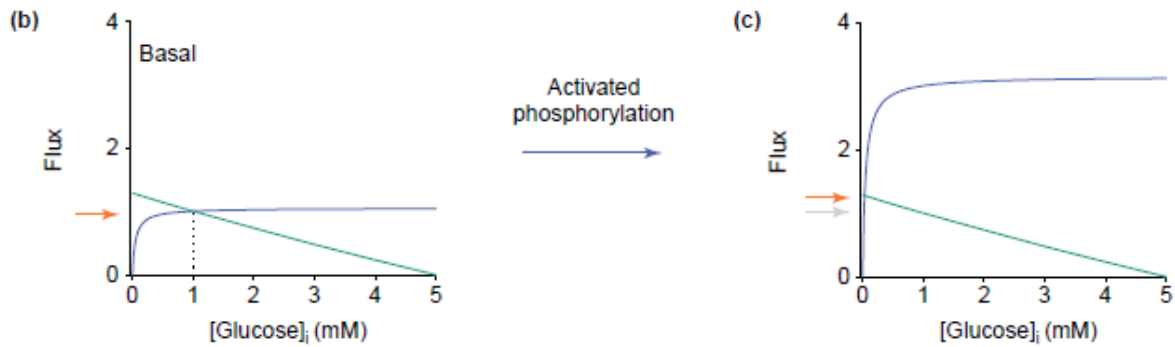 (b)
4
Basal
2
0
Flux
0 1 2 3 4 5
[Glucose]i (mM)
Activated
phosphorylation
(c)
4
2
0
Flux
0 1 2 3 4 5
[Glucose]i (mM)